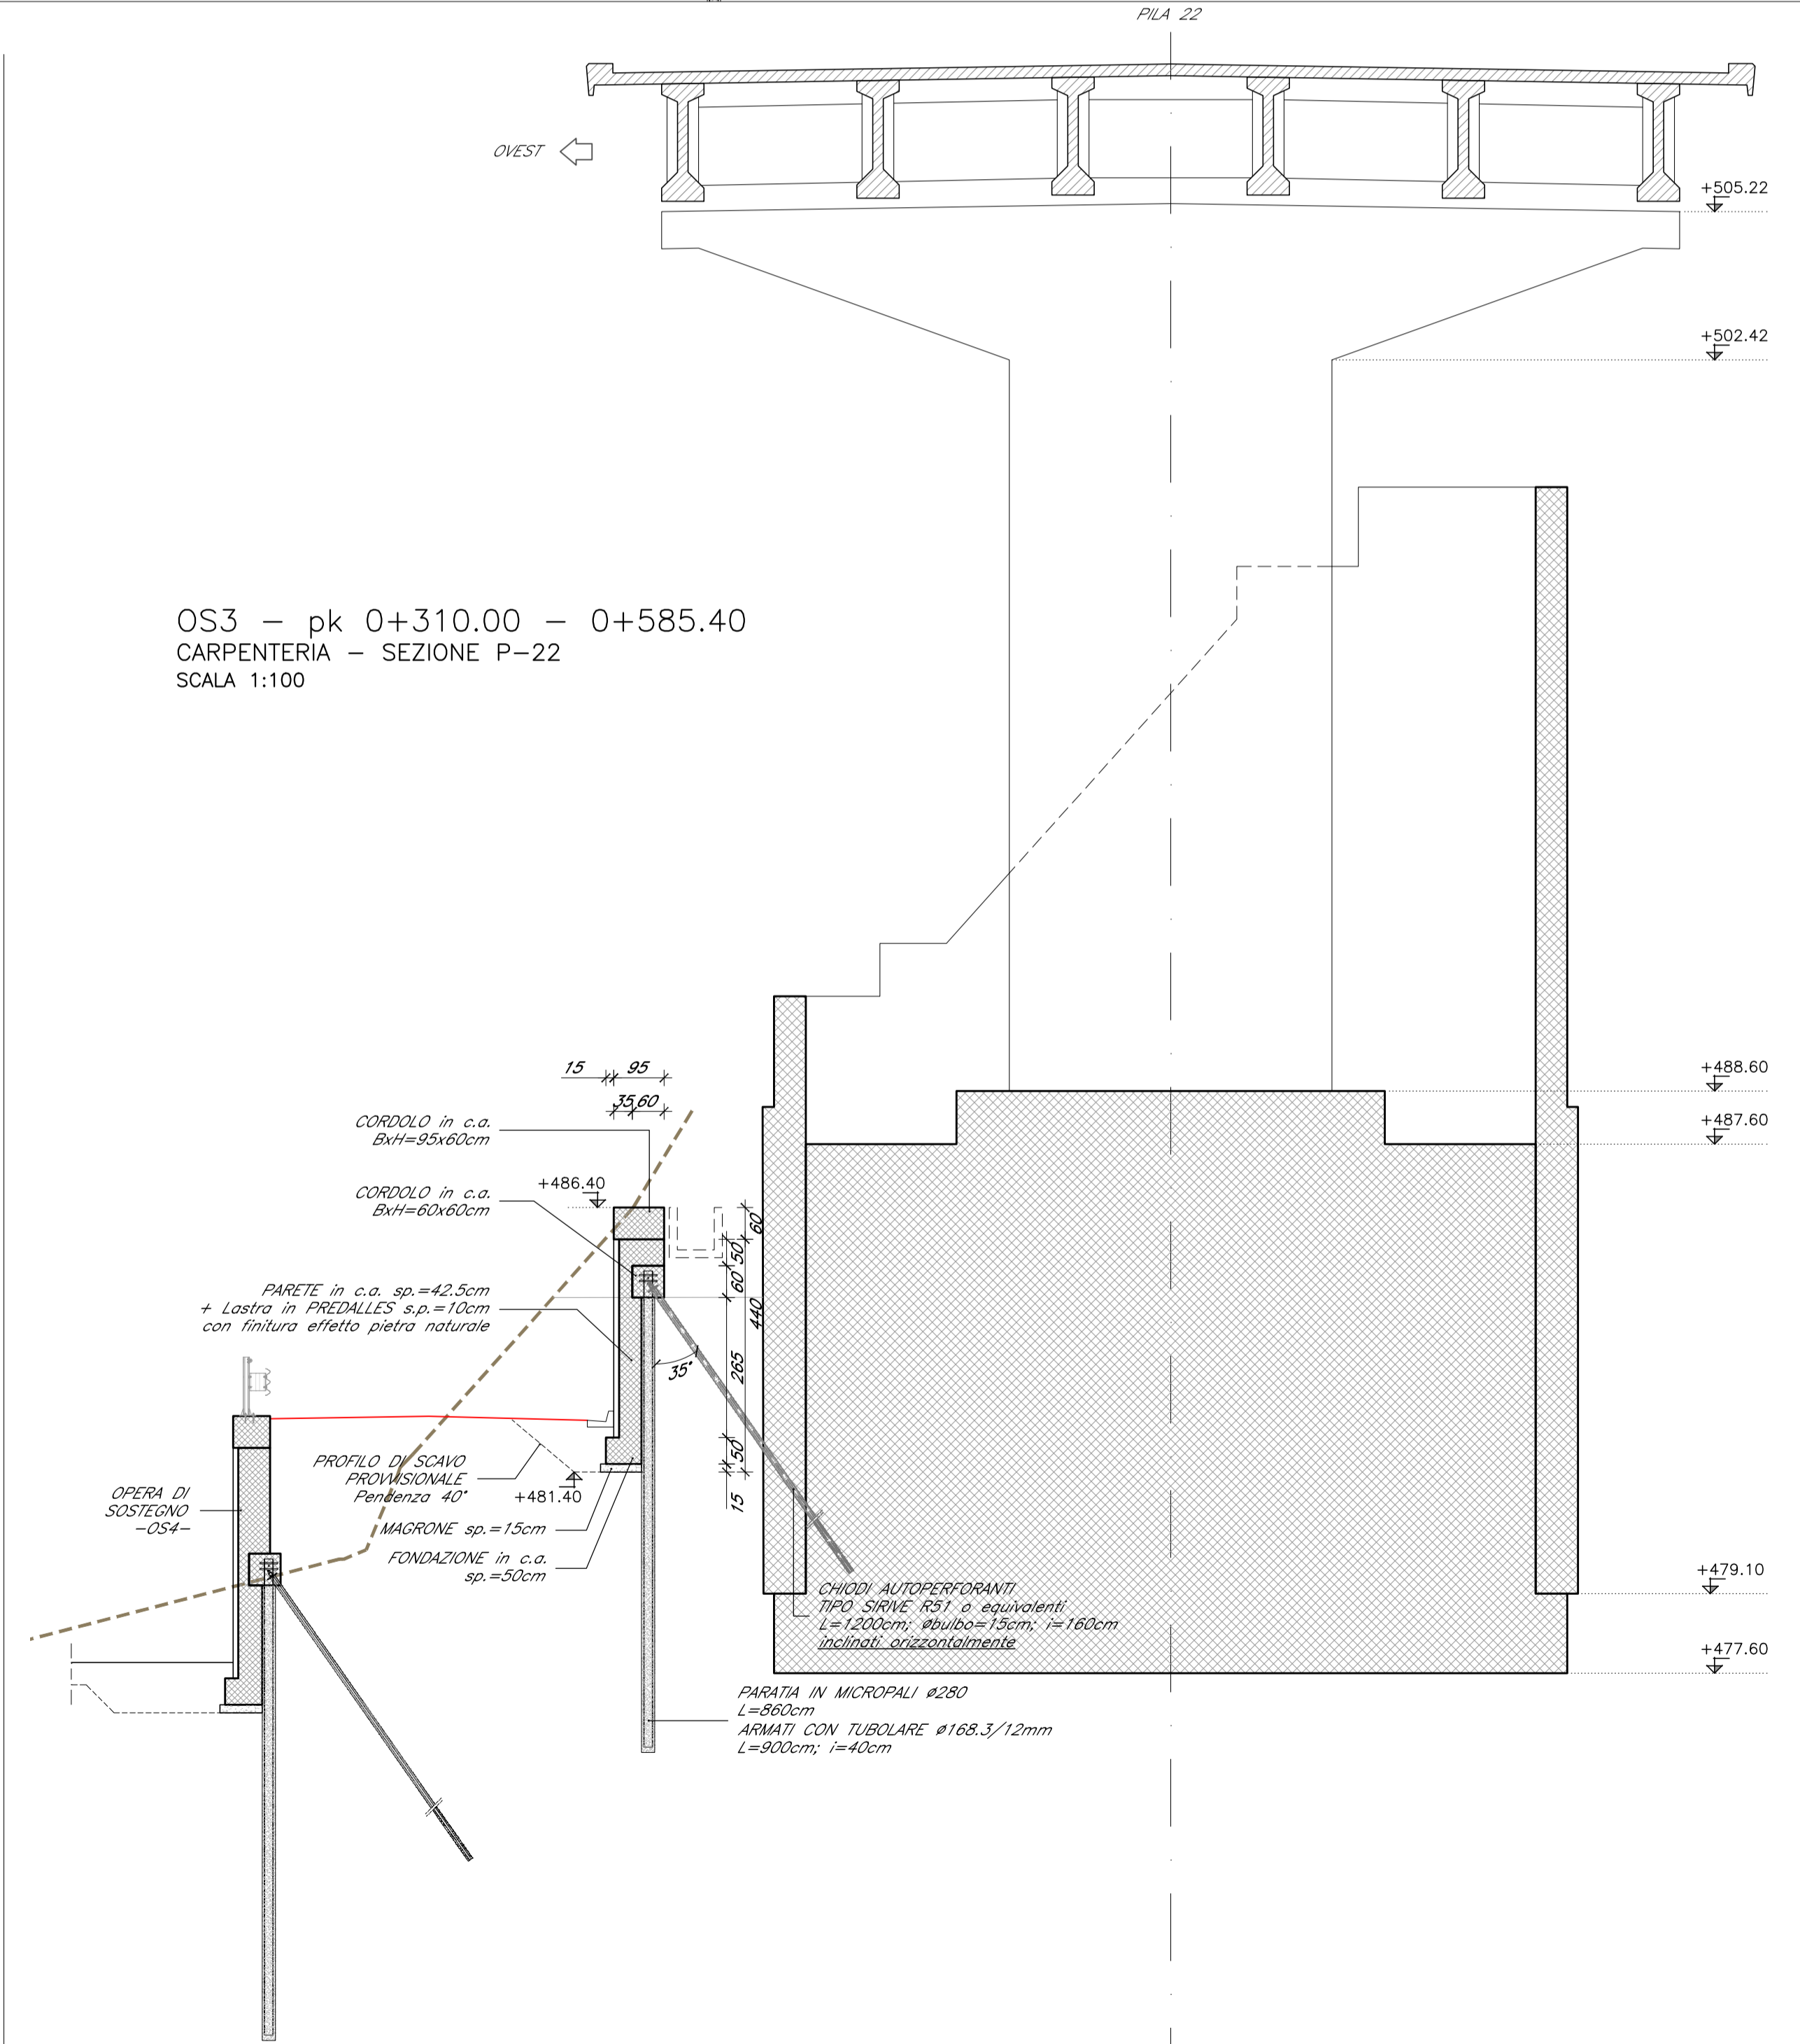 PILA 22
OVEST
+505.22
+502.42
OS3 - pk 0+310.00 - 0+585.40
CARPENTERIA - SEZIONE P-22
SCALA 1:100
15
95
35
60
+488.60
CORDOLO in c.a.
BxH=95x60cm
+487.60
+486.40
CORDOLO in c.a.
BxH=60x60cm
60
50
60
440
265
50
15
PARETE in c.a. sp.=42.5cm
+ Lastra in PREDALLES s.p.=10cm
con finitura effetto pietra naturale
35°
PROFILO DI SCAVO
PROVVISIONALE
Pendenza 40°
+481.40
OPERA DI
SOSTEGNO
-OS4-
MAGRONE sp.=15cm
FONDAZIONE in c.a.
sp.=50cm
+479.10
CHIODI AUTOPERFORANTI
TIPO SIRIVE R51 o equivalenti
L=1200cm; øbulbo=15cm; i=160cm
inclinati orizzontalmente
+477.60
PARATIA IN MICROPALI ø280
L=860cm
ARMATI CON TUBOLARE ø168.3/12mm
L=900cm; i=40cm